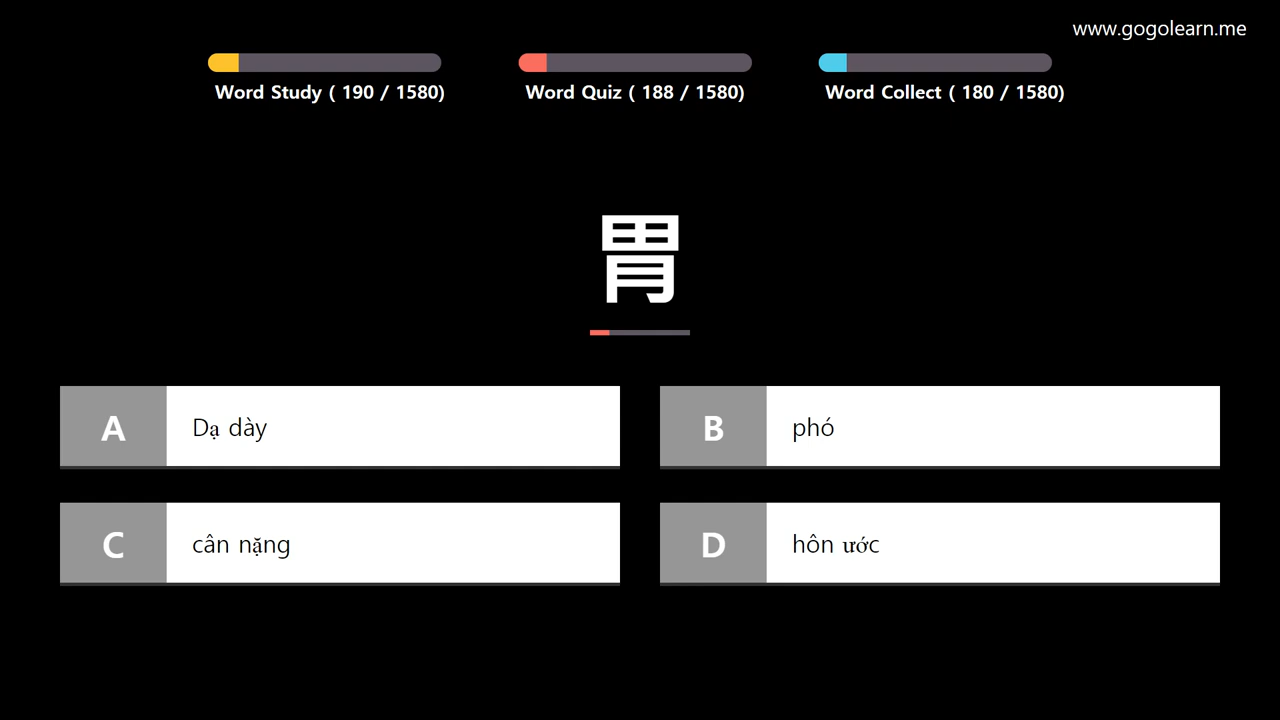 www.gogolearn.me
Word Study ( 190 / 1580)
Word Quiz ( 188 / 1580)
Word Collect ( 180 / 1580)
胃
A Dạ dày
B phó
C cân nặng
D hôn ước